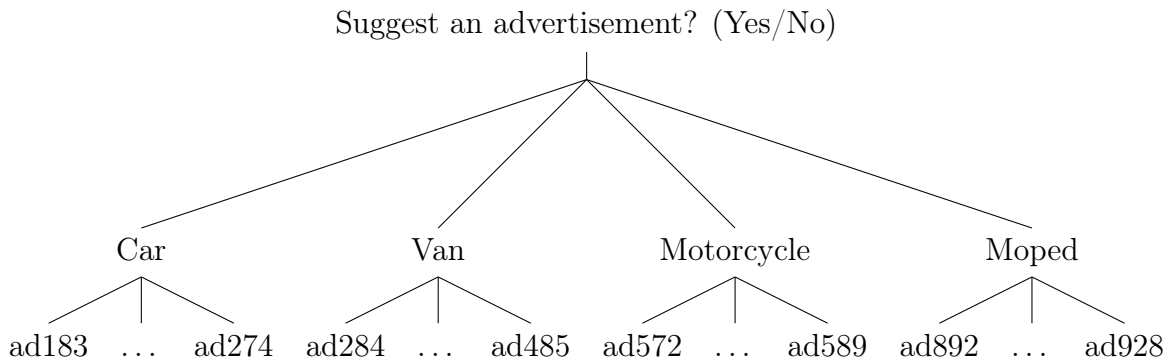 Suggest an advertisement? (Yes/No)
Car Van Motorcycle Moped
ad183 ... ad274 ad284 ... ad485 ad572 ... ad589 ad892 ... ad928